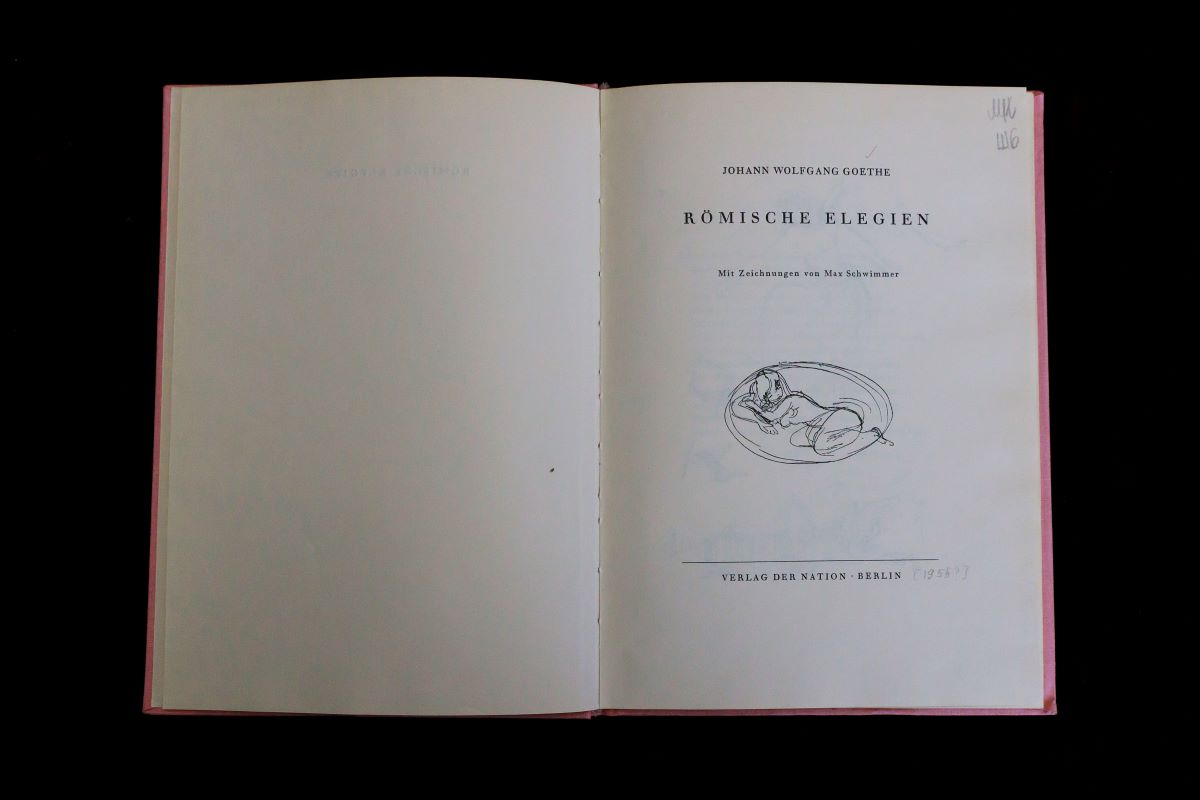 JOHANN WOLFGANG GOETHE
RÖMISCHE ELEGIEN
Mit Zeichnungen von Max Schwimmer
VERLAG DER NATION · BERLIN